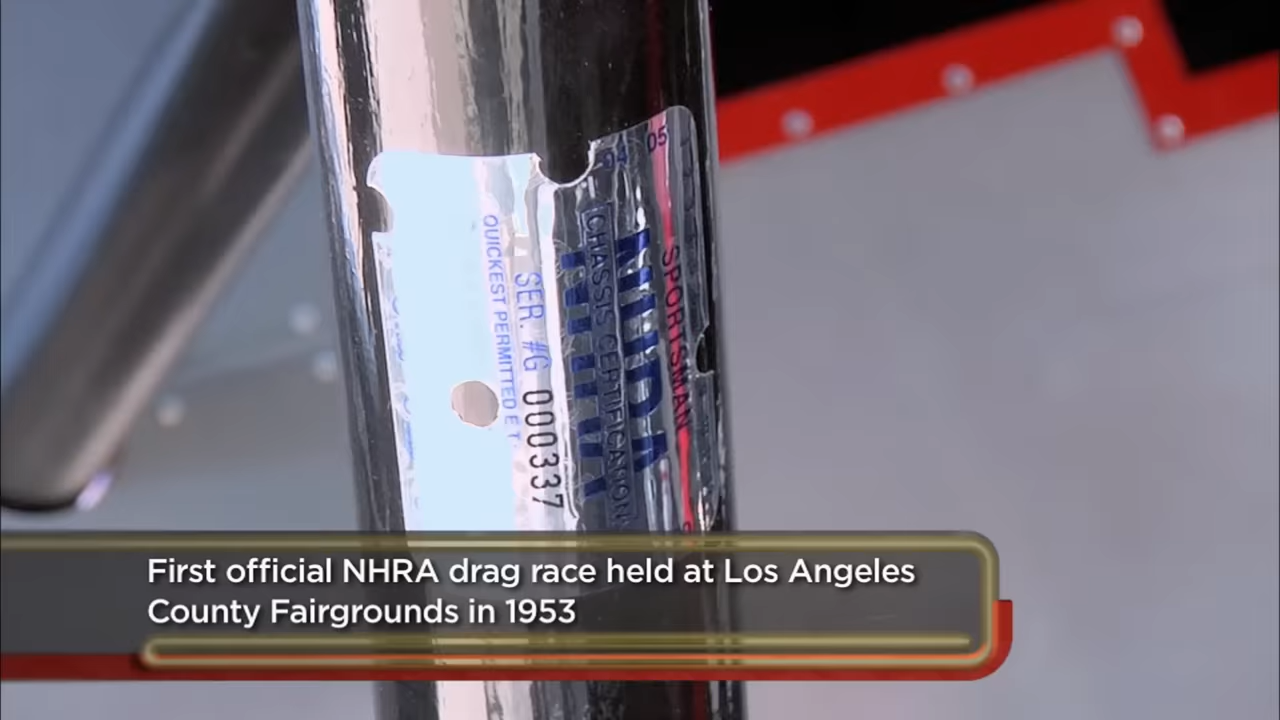 04 05
SPORTSMAN
NHRA
CHASSIS CERTIFICATION
SER. #G 000337
QUICKEST PERMITTED E.T.
First official NHRA drag race held at Los Angeles
County Fairgrounds in 1953